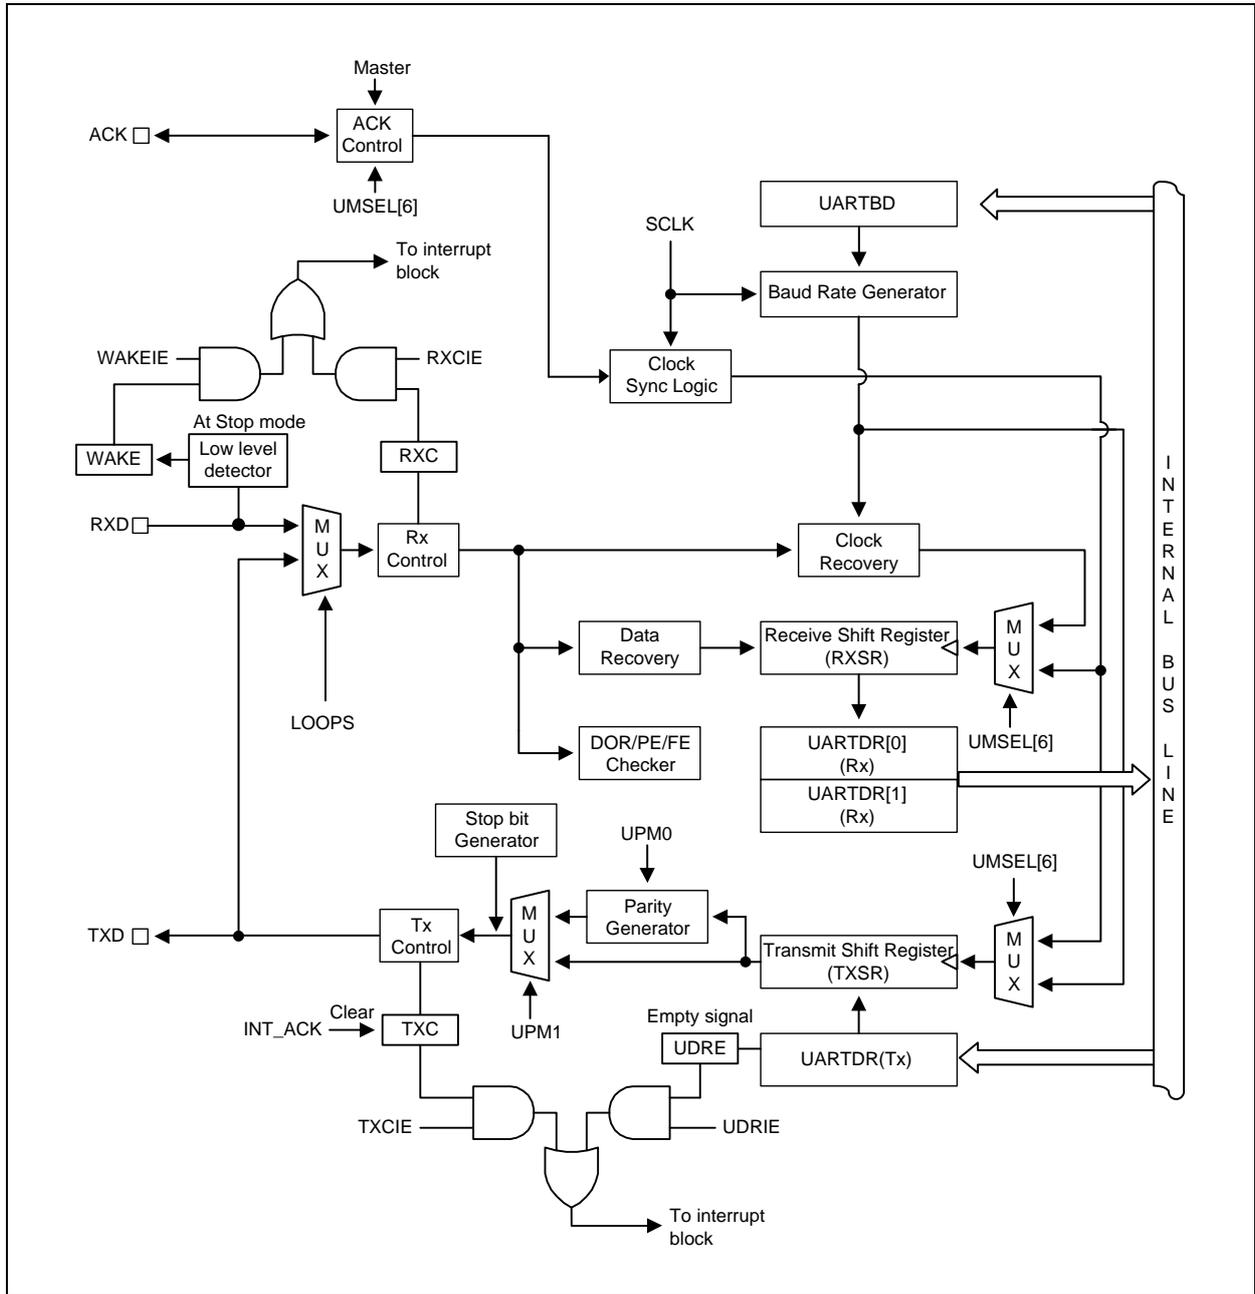 Master
ACK
ACK
Control
UMSEL[6]
To interrupt
block
WAKEIE
RXCIE
At Stop mode
WAKE
Low level
detector
RXC
RXD
M
U
X
Rx
Control
LOOPS
SCLK
UARTBD
Baud Rate Generator
Clock
Sync Logic
Clock
Recovery
Data
Recovery
Receive Shift Register
(RXSR)
M
U
X
UMSEL[6]
DOR/PE/FE
Checker
UARTDR[0]
(Rx)
UARTDR[1]
(Rx)
INTERNAL BUS LINE
Stop bit
Generator
UPM0
UMSEL[6]
TXD
Tx
Control
M
U
X
Parity
Generator
Transmit Shift Register
(TXSR)
M
U
X
Clear
INT_ACK
TXC
UPM1
Empty signal
UDRE
UARTDR(Tx)
TXCIE
UDRIE
To interrupt
block